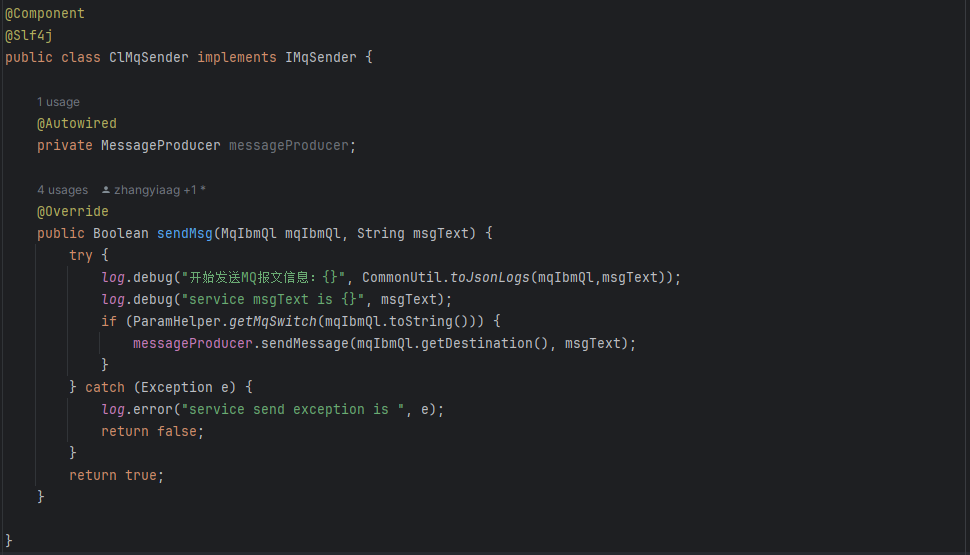 @Component
@Slf4j
public class ClMqSender implements IMqSender {
1 usage
@Autowired
private MessageProducer messageProducer;
4 usages zhangyiaag +1 *
@Override
public Boolean sendMsg(MqIbmQl mqIbmQl, String msgText) {
try {
log.debug("开始发送MQ报文信息：{}", CommonUtil.toJsonLogs(mqIbmQl,msgText));
log.debug("service msgText is {}", msgText);
if (ParamHelper.getMqSwitch(mqIbmQl.toString())) {
messageProducer.sendMessage(mqIbmQl.getDestination(), msgText);
}
} catch (Exception e) {
log.error("service send exception is ", e);
return false;
}
return true;
}
}